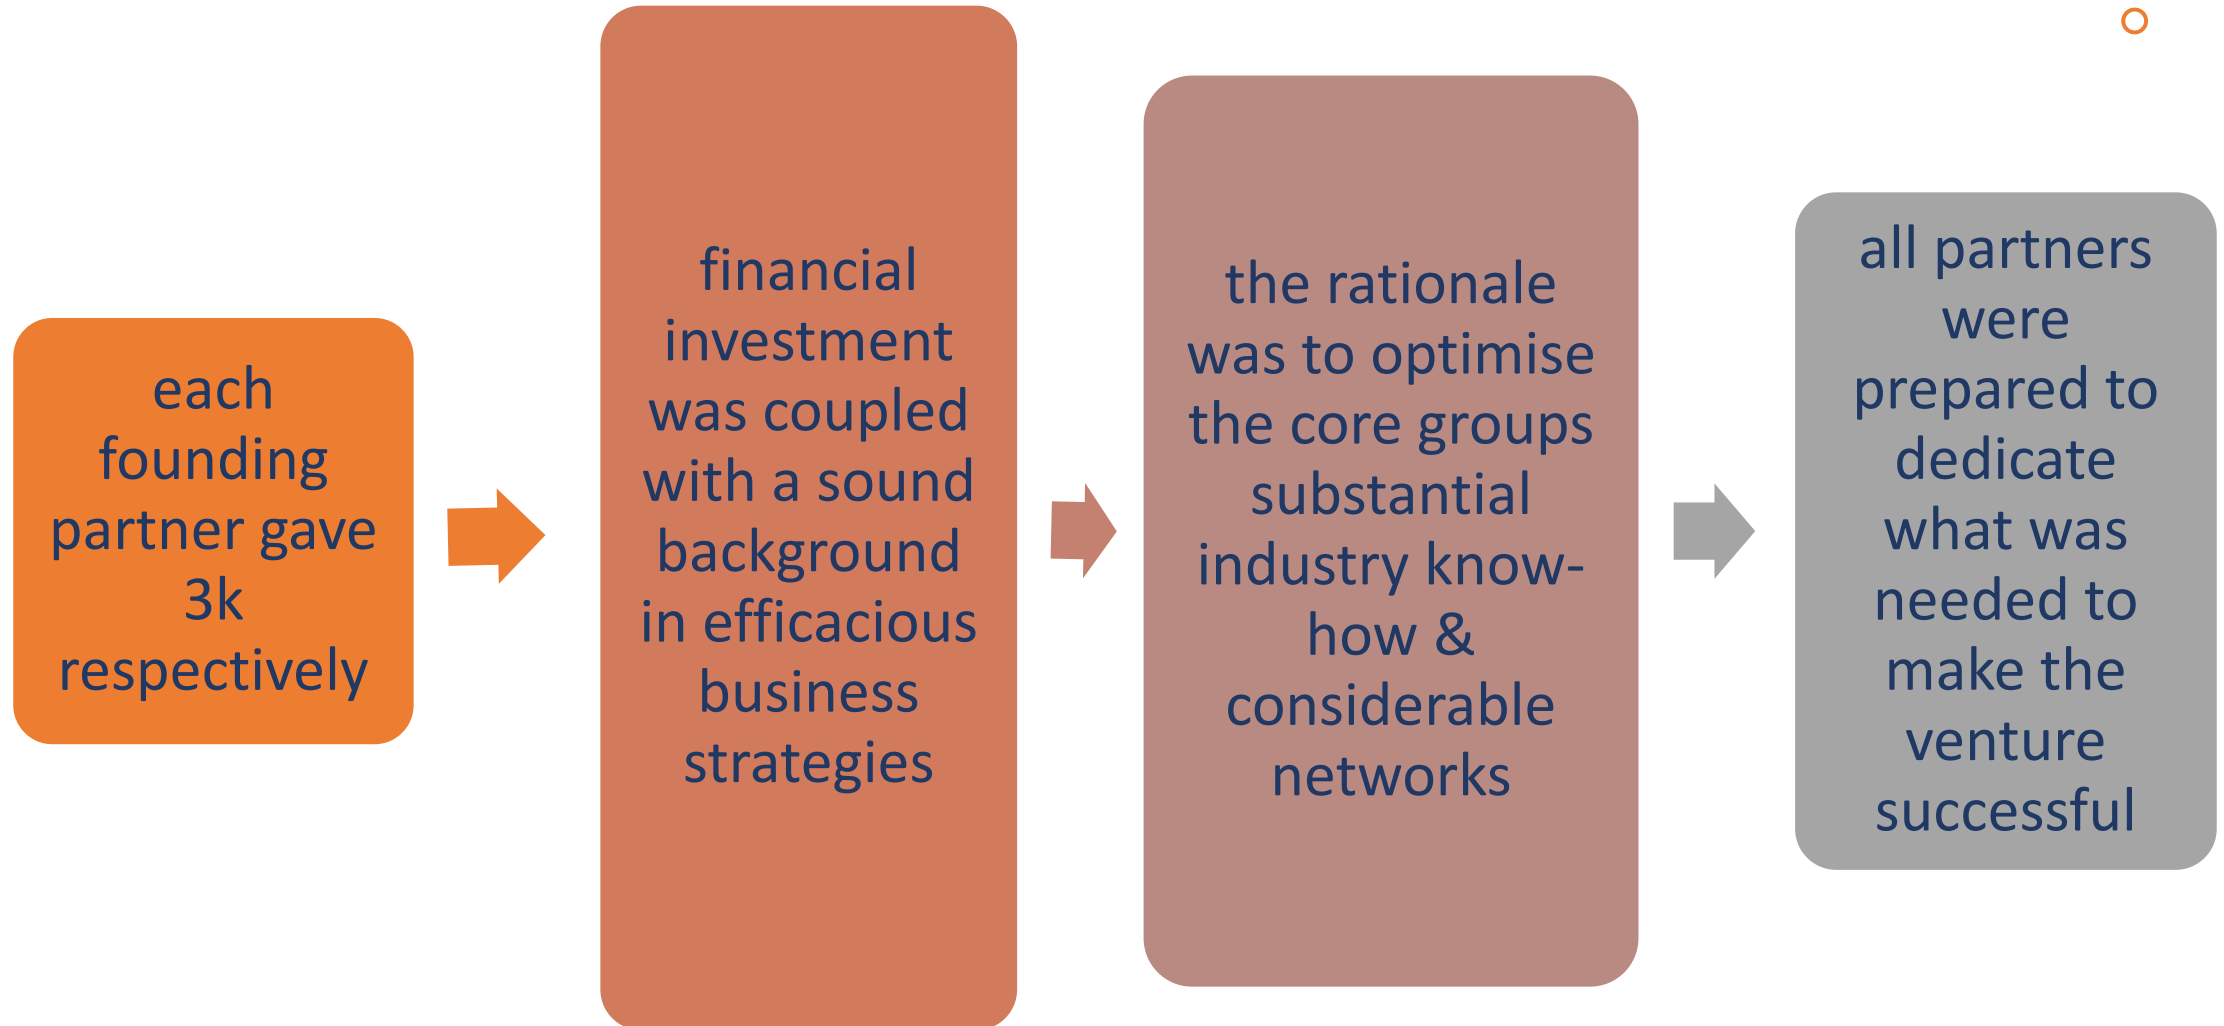 each
founding
partner gave
3k
respectively
financial
investment
was coupled
with a sound
background
in efficacious
business
strategies
the rationale
was to optimise
the core groups
substantial
industry know-
how &
considerable
networks
all partners
were
prepared to
dedicate
what was
needed to
make the
venture
successful